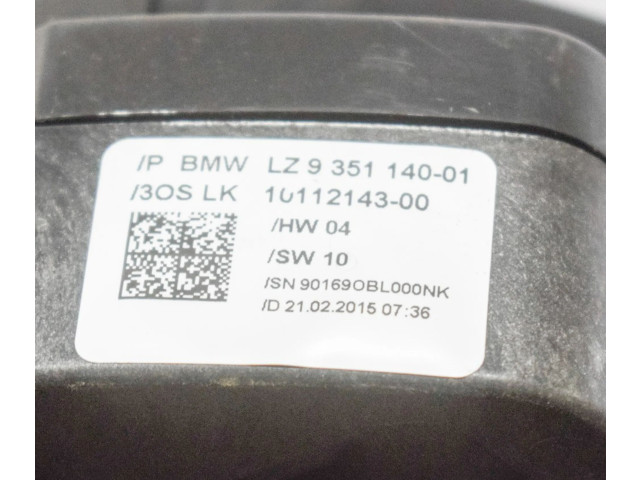 /P BMW LZ 9 351 140-01
/3OS LK 10112143-00
/HW 04
/SW 10
/SN 90169OBL000NK
/D 21.02.2015 07:36